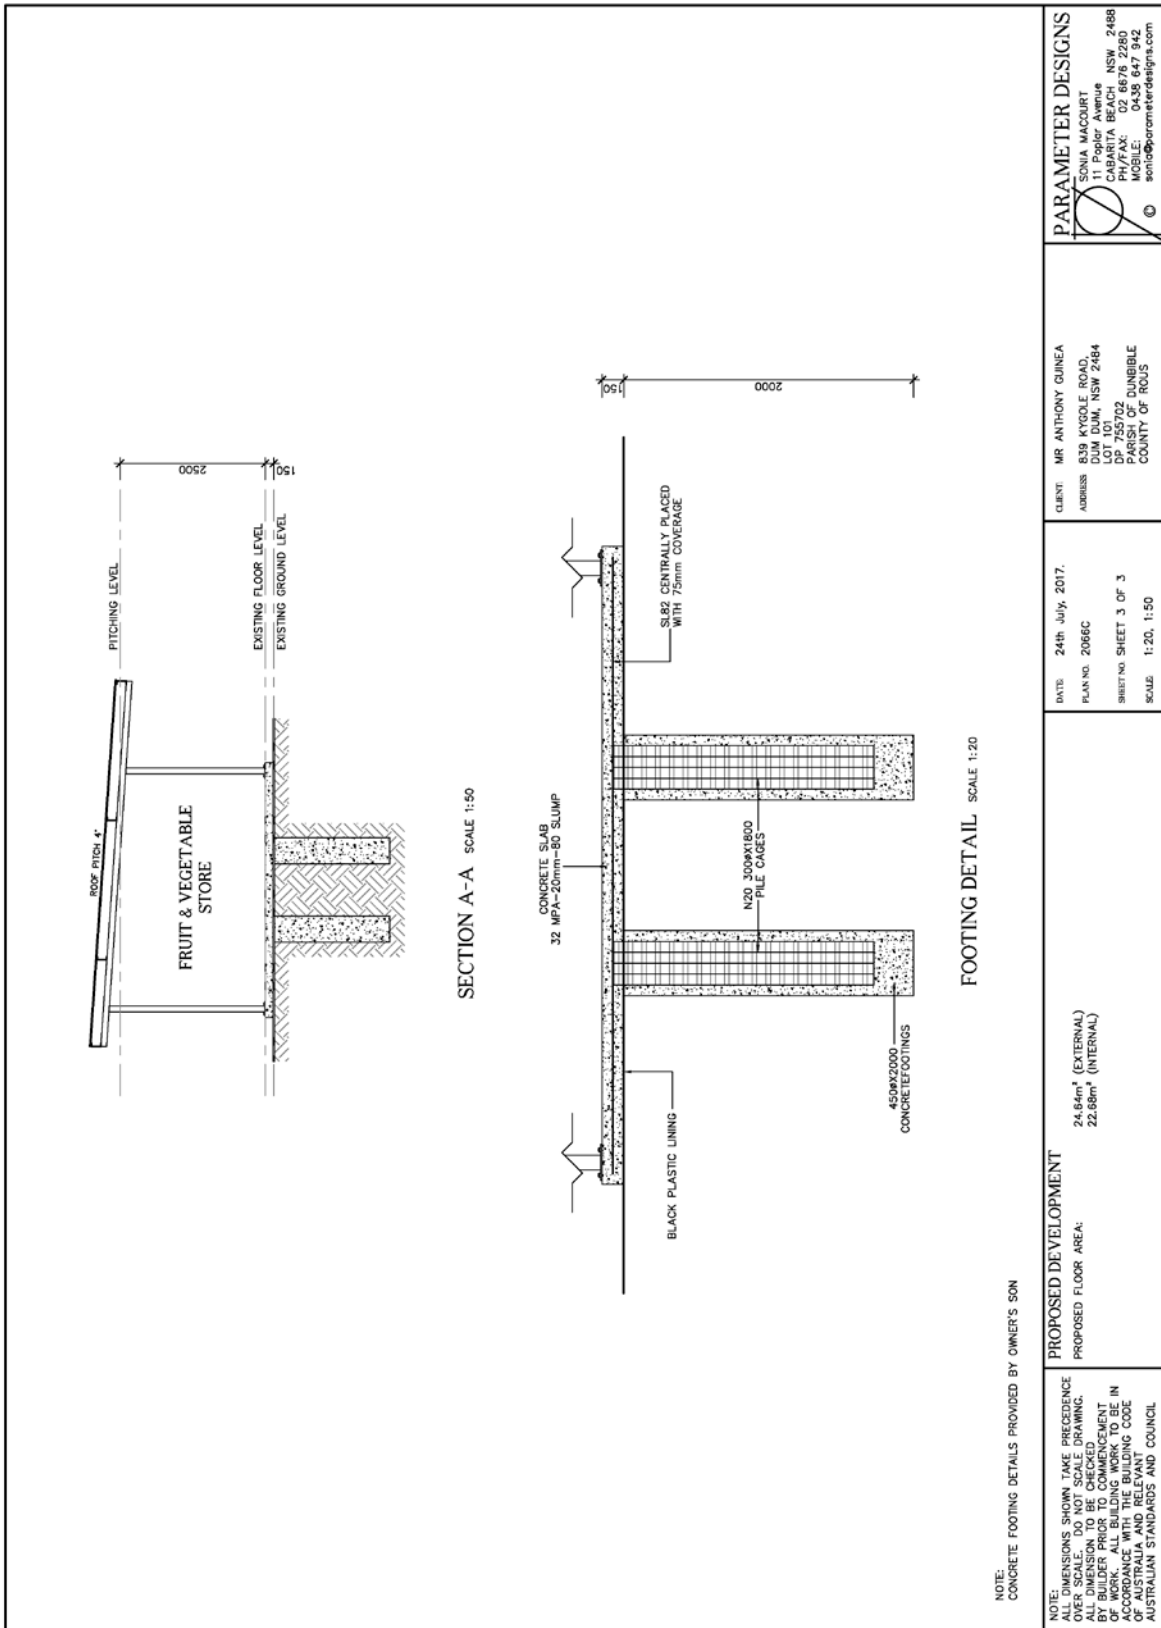 PITCHING LEVEL
2500
EXISTING FLOOR LEVEL
EXISTING GROUND LEVEL
150
ROOF PITCH 4°
FRUIT & VEGETABLE
STORE
SECTION A-A SCALE 1:50
CONCRETE SLAB
32 MPA-20mm-80 SLUMP
150
2000
SL82 CENTRALLY PLACED
WITH 75mm COVERAGE
N20 300øX1800
PILE CAGES
BLACK PLASTIC LINING
450øX2000
CONCRETEFOOTINGS
FOOTING DETAIL SCALE 1:20
NOTE:
CONCRETE FOOTING DETAILS PROVIDED BY OWNER'S SON
NOTE:
ALL DIMENSIONS SHOWN TAKE PRECEDENCE
OVER SCALE. DO NOT SCALE DRAWING.
ALL DIMENSION TO BE CHECKED
BY BUILDER PRIOR TO COMMENCEMENT
OF WORK. ALL BUILDING WORK TO BE IN
ACCORDANCE WITH THE BUILDING CODE
OF AUSTRALIA AND RELEVANT
AUSTRALIAN STANDARDS AND COUNCIL
PROPOSED DEVELOPMENT
PROPOSED FLOOR AREA: 24.64m² (EXTERNAL)
22.68m² (INTERNAL)
DATE: 24th July, 2017.
PLAN NO. 2066C
SHEET NO. SHEET 3 OF 3
SCALE: 1:20, 1:50
CLIENT: MR ANTHONY GUINEA
ADDRESS 839 KYGOLE ROAD,
DUM DUM, NSW 2484
LOT 101
DP 755702
PARISH OF DUNBIBLE
COUNTY OF ROUS
PARAMETER DESIGNS
SONIA MACOURT
11 Poplar Avenue
CABARITA BEACH NSW 2488
PH/FAX: 02 6676 2280
MOBILE: 0438 647 942
© sonia@parameterdesigns.com